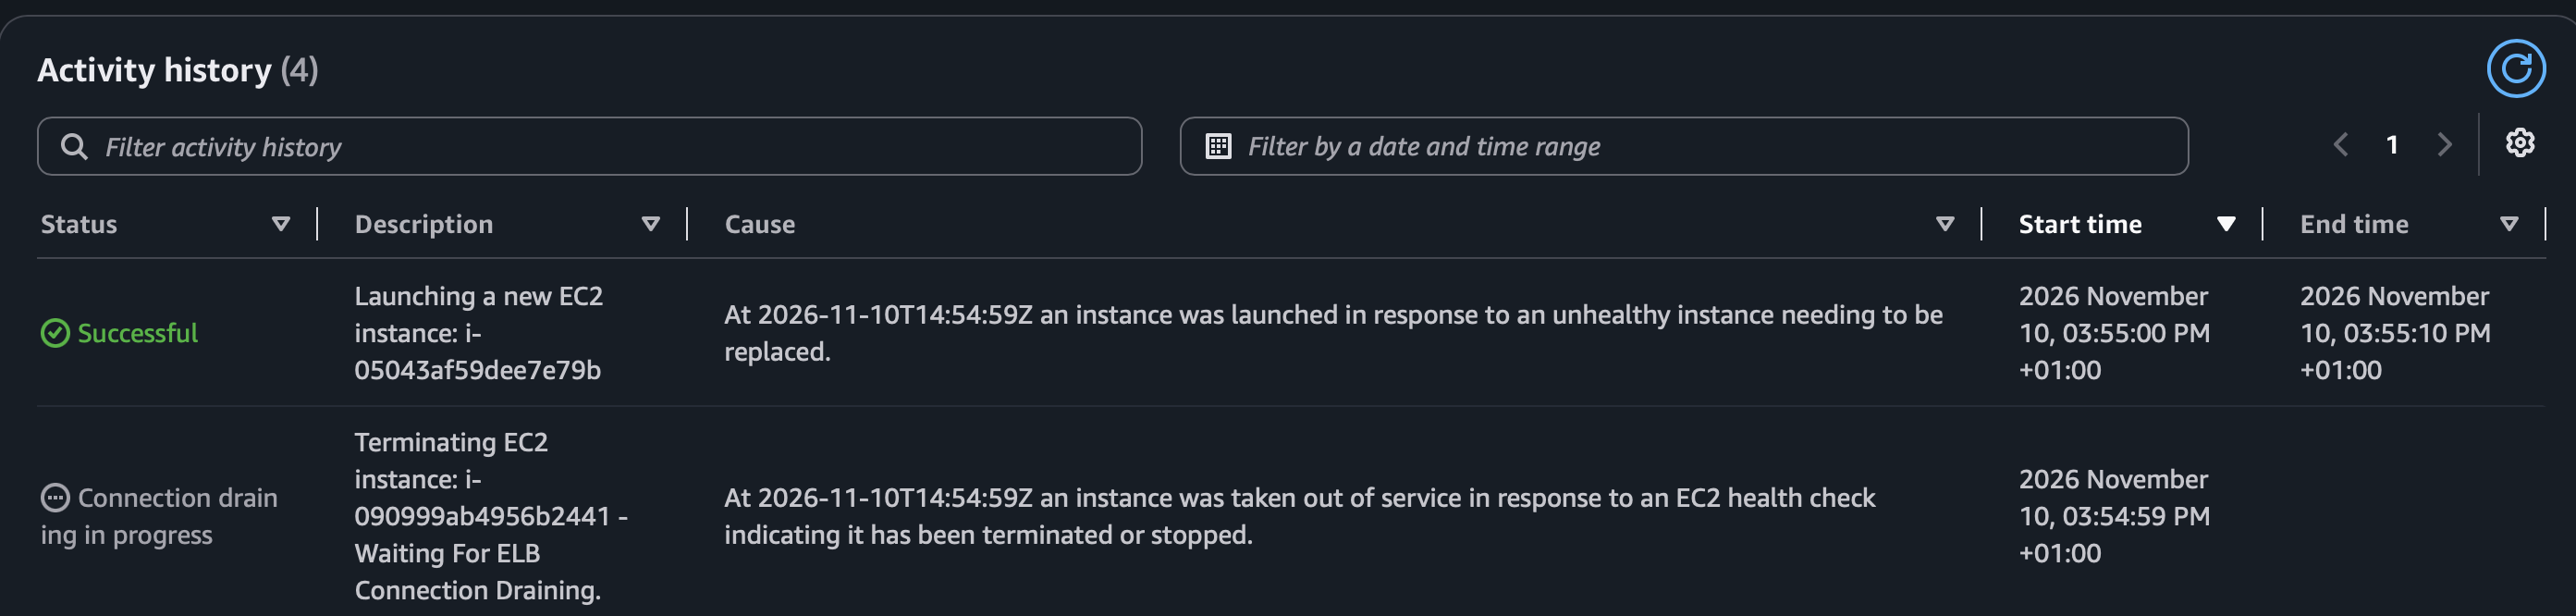 Activity history (4)
Filter activity history
Filter by a date and time range
1
Status
Description
Cause
Start time
End time
Successful
Launching a new EC2
instance: i-
05043af59dee7e79b
At 2026-11-10T14:54:59Z an instance was launched in response to an unhealthy instance needing to be
replaced.
2026 November
10, 03:55:00 PM
+01:00
2026 November
10, 03:55:10 PM
+01:00
Connection drain
ing in progress
Terminating EC2
instance: i-
090999ab4956b2441 -
Waiting For ELB
Connection Draining.
At 2026-11-10T14:54:59Z an instance was taken out of service in response to an EC2 health check
indicating it has been terminated or stopped.
2026 November
10, 03:54:59 PM
+01:00